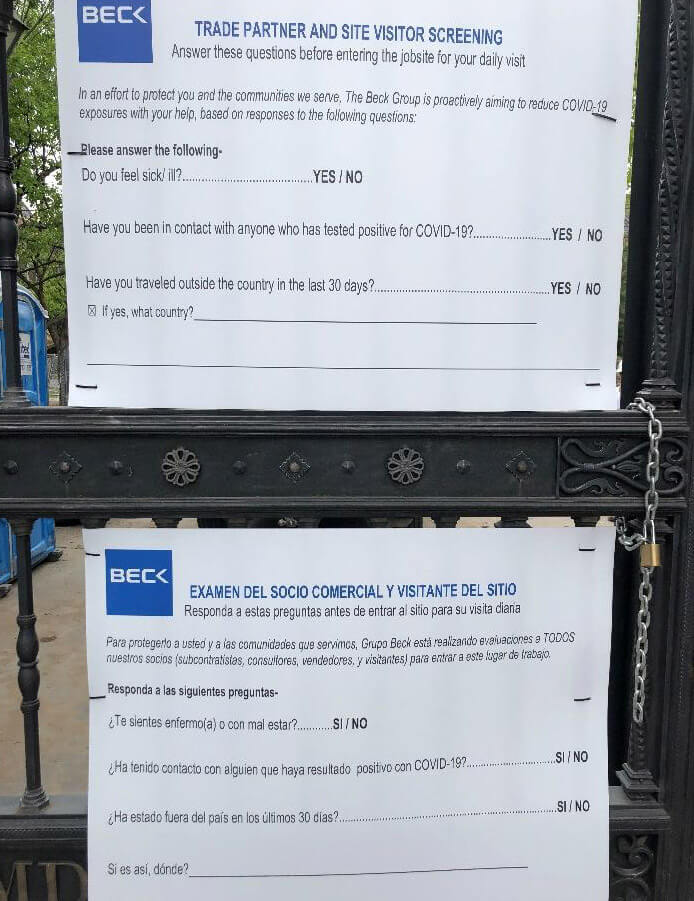 BECK
TRADE PARTNER AND SITE VISITOR SCREENING
Answer these questions before entering the jobsite for your daily visit
In an effort to protect you and the communities we serve, The Beck Group is proactively aiming to reduce COVID-19
exposures with your help, based on responses to the following questions:
Please answer the following-
Do you feel sick/ ill?................................YES / NO
Have you been in contact with anyone who has tested positive for COVID-19?...................YES / NO
Have you traveled outside the country in the last 30 days?...........................................YES / NO
☒ If yes, what country?
BECK
EXAMEN DEL SOCIO COMERCIAL Y VISITANTE DEL SITIO
Responda a estas preguntas antes de entrar al sitio para su visita diaria
Para protegerlo a usted y a las comunidades que servimos, Grupo Beck está realizando evaluaciones a TODOS
nuestros socios (subcontratistas, consultores, vendedores, y visitantes) para entrar a este lugar de trabajo.
Responda a las siguientes preguntas-
¿Te sientes enfermo(a) o con mal estar?.........SI / NO
¿Ha tenido contacto con alguien que haya resultado positivo con COVID-19?......................SI / NO
¿Ha estado fuera del país en los últimos 30 días?.......................................................SI / NO
Si es así, dónde?
MD